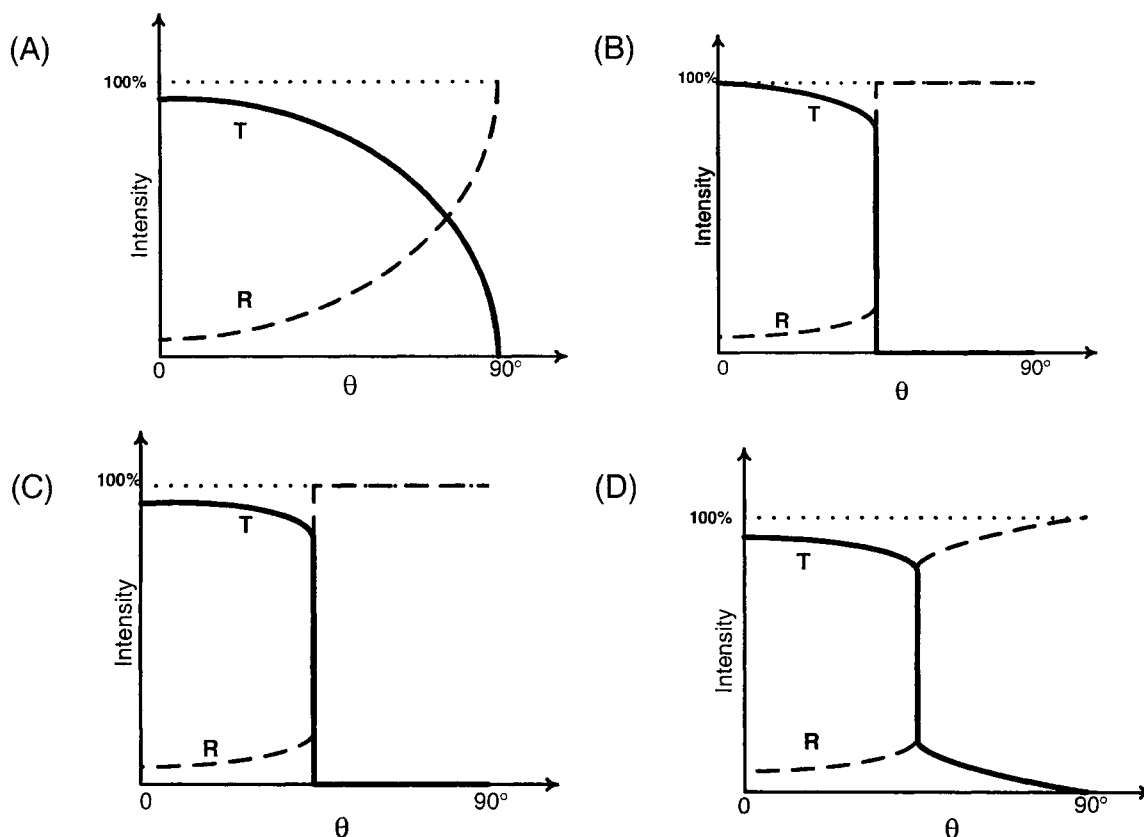 (A)
100%
T
Intensity
R
0
90°
θ
(B)
100%
T
Intensity
R
0
90°
θ
(C)
100%
T
Intensity
R
0
90°
θ
(D)
100%
T
Intensity
R
0
90°
θ